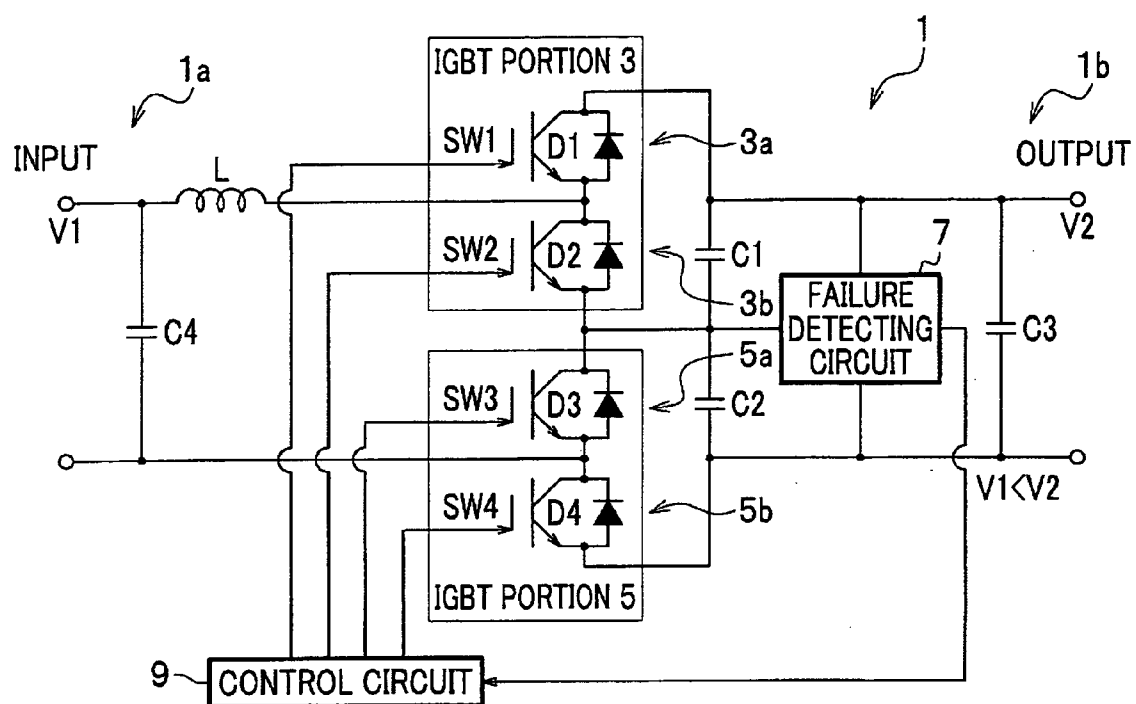 1
1a
1b
IGBT PORTION 3
INPUT
OUTPUT
SW1
D1
3a
L
V1
V2
SW2
D2
C1
7
3b
FAILURE
DETECTING
CIRCUIT
C4
C3
5a
SW3
D3
C2
V1<V2
SW4
D4
5b
IGBT PORTION 5
9
CONTROL CIRCUIT